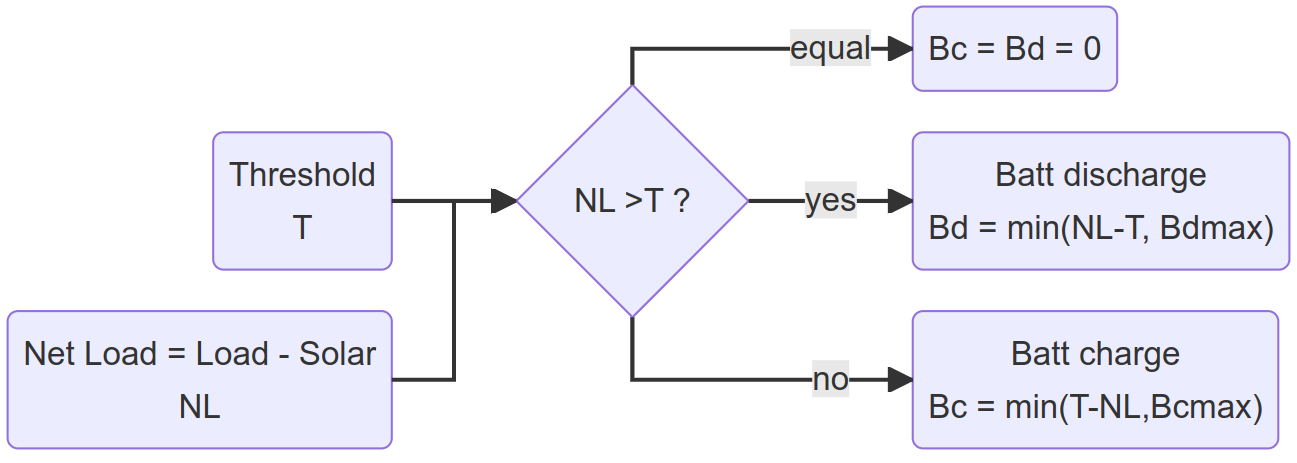 Threshold
T
Net Load = Load - Solar
NL
NL >T ?
equal
Bc = Bd = 0
yes
Batt discharge
Bd = min(NL-T, Bdmax)
no
Batt charge
Bc = min(T-NL,Bcmax)